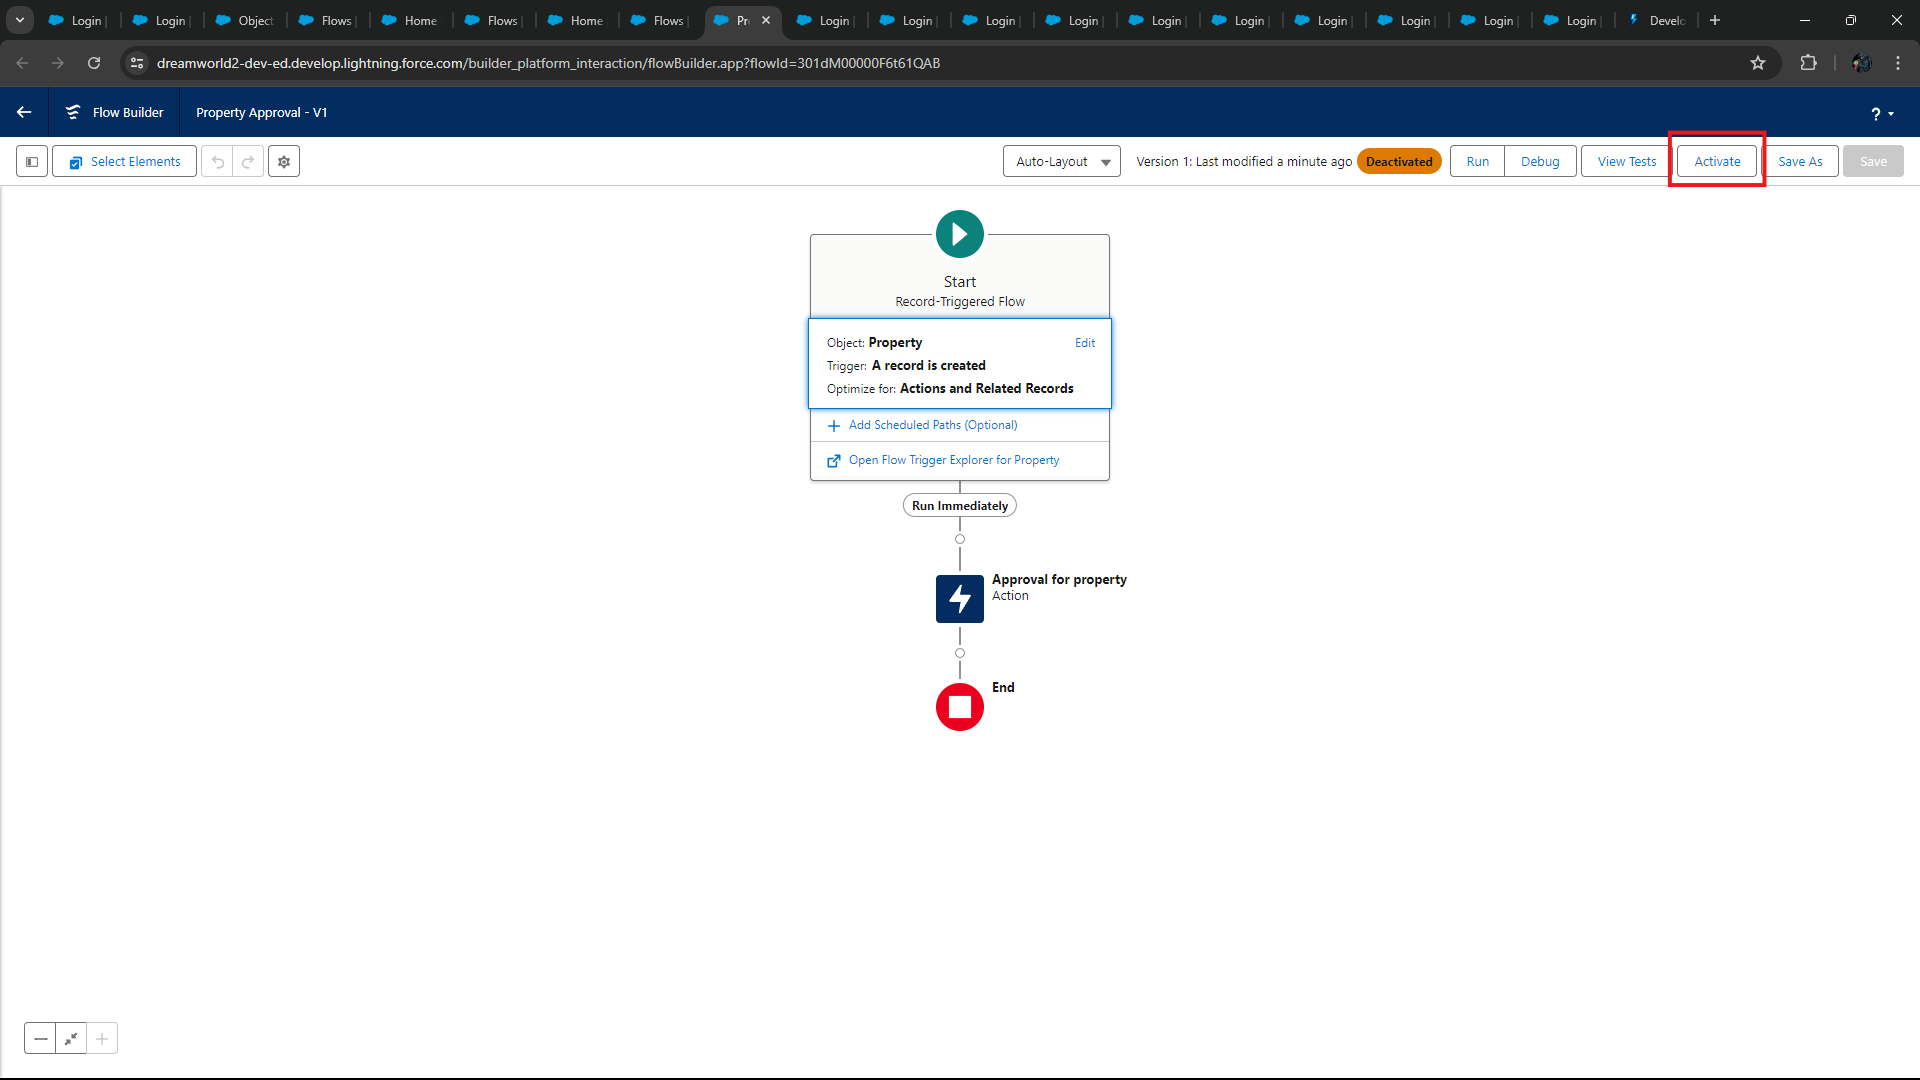 Login
Login
Object
Flows
Home
Flows
Home
Flows
Pr
Login
Login
Login
Login
Login
Login
Login
Login
Login
Login
Develo
dreamworld2-dev-ed.develop.lightning.force.com/builder_platform_interaction/flowBuilder.app?flowId=301dM00000F6t61QAB
Flow Builder
Property Approval - V1
?
Select Elements
Auto-Layout
Version 1: Last modified a minute ago
Deactivated
Run
Debug
View Tests
Activate
Save As
Save
Start
Record-Triggered Flow
Object: Property
Edit
Trigger: A record is created
Optimize for: Actions and Related Records
Add Scheduled Paths (Optional)
Open Flow Trigger Explorer for Property
Run Immediately
Approval for property
Action
End